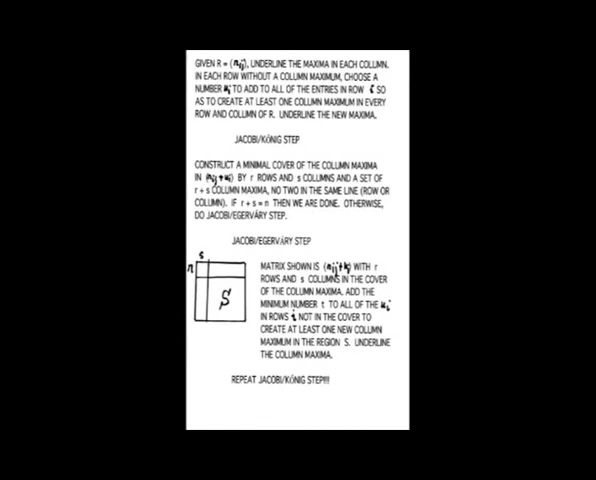 GIVEN R = (rij), UNDERLINE THE MAXIMA IN EACH COLUMN.
IN EACH ROW WITHOUT A COLUMN MAXIMUM, CHOOSE A
NUMBER ui TO ADD TO ALL OF THE ENTRIES IN ROW i SO
AS TO CREATE AT LEAST ONE COLUMN MAXIMUM IN EVERY
ROW AND COLUMN OF R. UNDERLINE THE NEW MAXIMA.
JACOBI/KÖNIG STEP
CONSTRUCT A MINIMAL COVER OF THE COLUMN MAXIMA
IN (rij+ui) BY r ROWS AND s COLUMNS AND A SET OF
r + s COLUMN MAXIMA, NO TWO IN THE SAME LINE (ROW OR
COLUMN). IF r + s = n THEN WE ARE DONE. OTHERWISE,
DO JACOBI/EGERVÁRY STEP.
JACOBI/EGERVÁRY STEP
s
r
S
MATRIX SHOWN IS WITH r
ROWS AND s COLUMNS IN THE COVER
OF THE COLUMN MAXIMA. ADD THE
MINIMUM NUMBER t TO ALL OF THE ui
IN ROWS i NOT IN THE COVER TO
CREATE AT LEAST ONE NEW COLUMN
MAXIMUM IN THE REGION S. UNDERLINE
THE COLUMN MAXIMA.
REPEAT JACOBI/KÖNIG STEP!!!